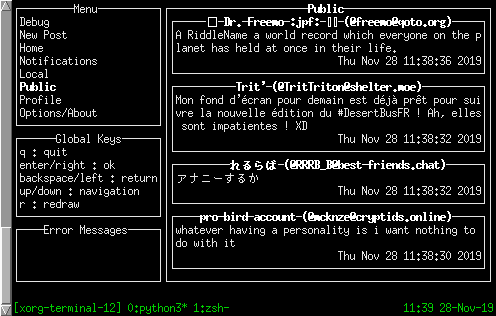 Menu
Debug
New Post
Home
Notifications
Local
Public
Profile
Options/About
Global Keys
q : quit
enter/right : ok
backspace/left : return
up/down : navigation
r : redraw
Error Messages
Public
-Dr. Freemo :jpf: (@freemo@qoto.org)
A RiddleName a world record which everyone on the p
lanet has held at once in their life.
Thu Nov 28 11:38:36 2019
Trit' (@TritTriton@shelter.moe)
Mon fond d'écran pour demain est déjà prêt pour sui
vre la nouvelle édition du #DesertBusFR ! Ah, elles
sont impatientes ! XD
Thu Nov 28 11:38:32 2019
れるらば (@RRRB_B@best-friends.chat)
アナニーするか
Thu Nov 28 11:38:32 2019
pro-bird-account (@mcknze@cryptids.online)
whatever having a personality is i want nothing to
do with it
Thu Nov 28 11:38:30 2019
[xorg-terminal-12] 0:python3* 1:zsh-
11:39 28-Nov-19